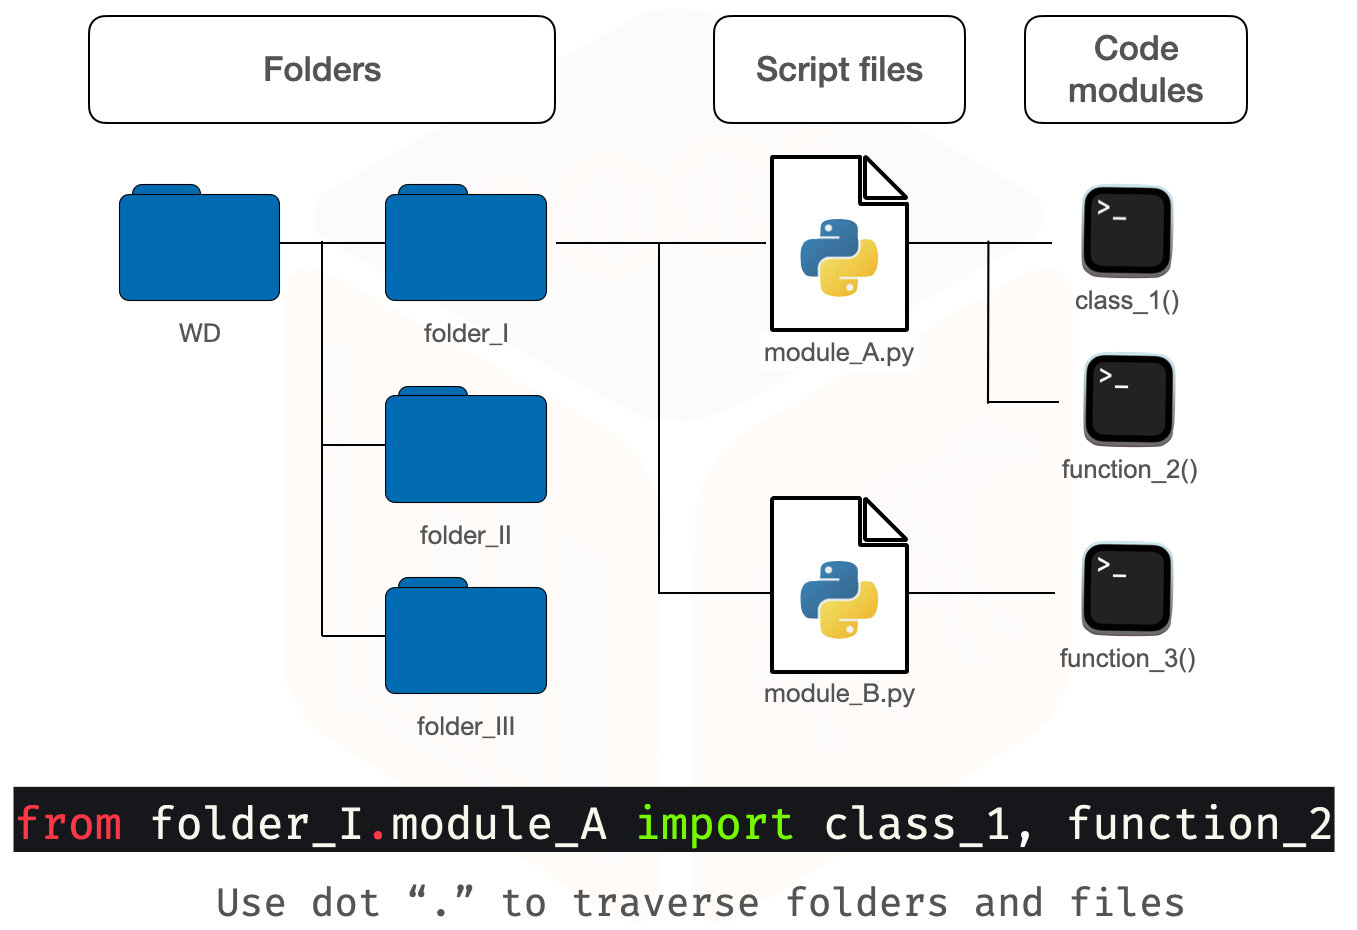 Folders
Script files
Code
modules
>_
WD
folder_I
module_A.py
class_1()
>_
function_2()
folder_II
>_
function_3()
module_B.py
folder_III
from folder_I.module_A import class_1, function_2
Use dot “.” to traverse folders and files